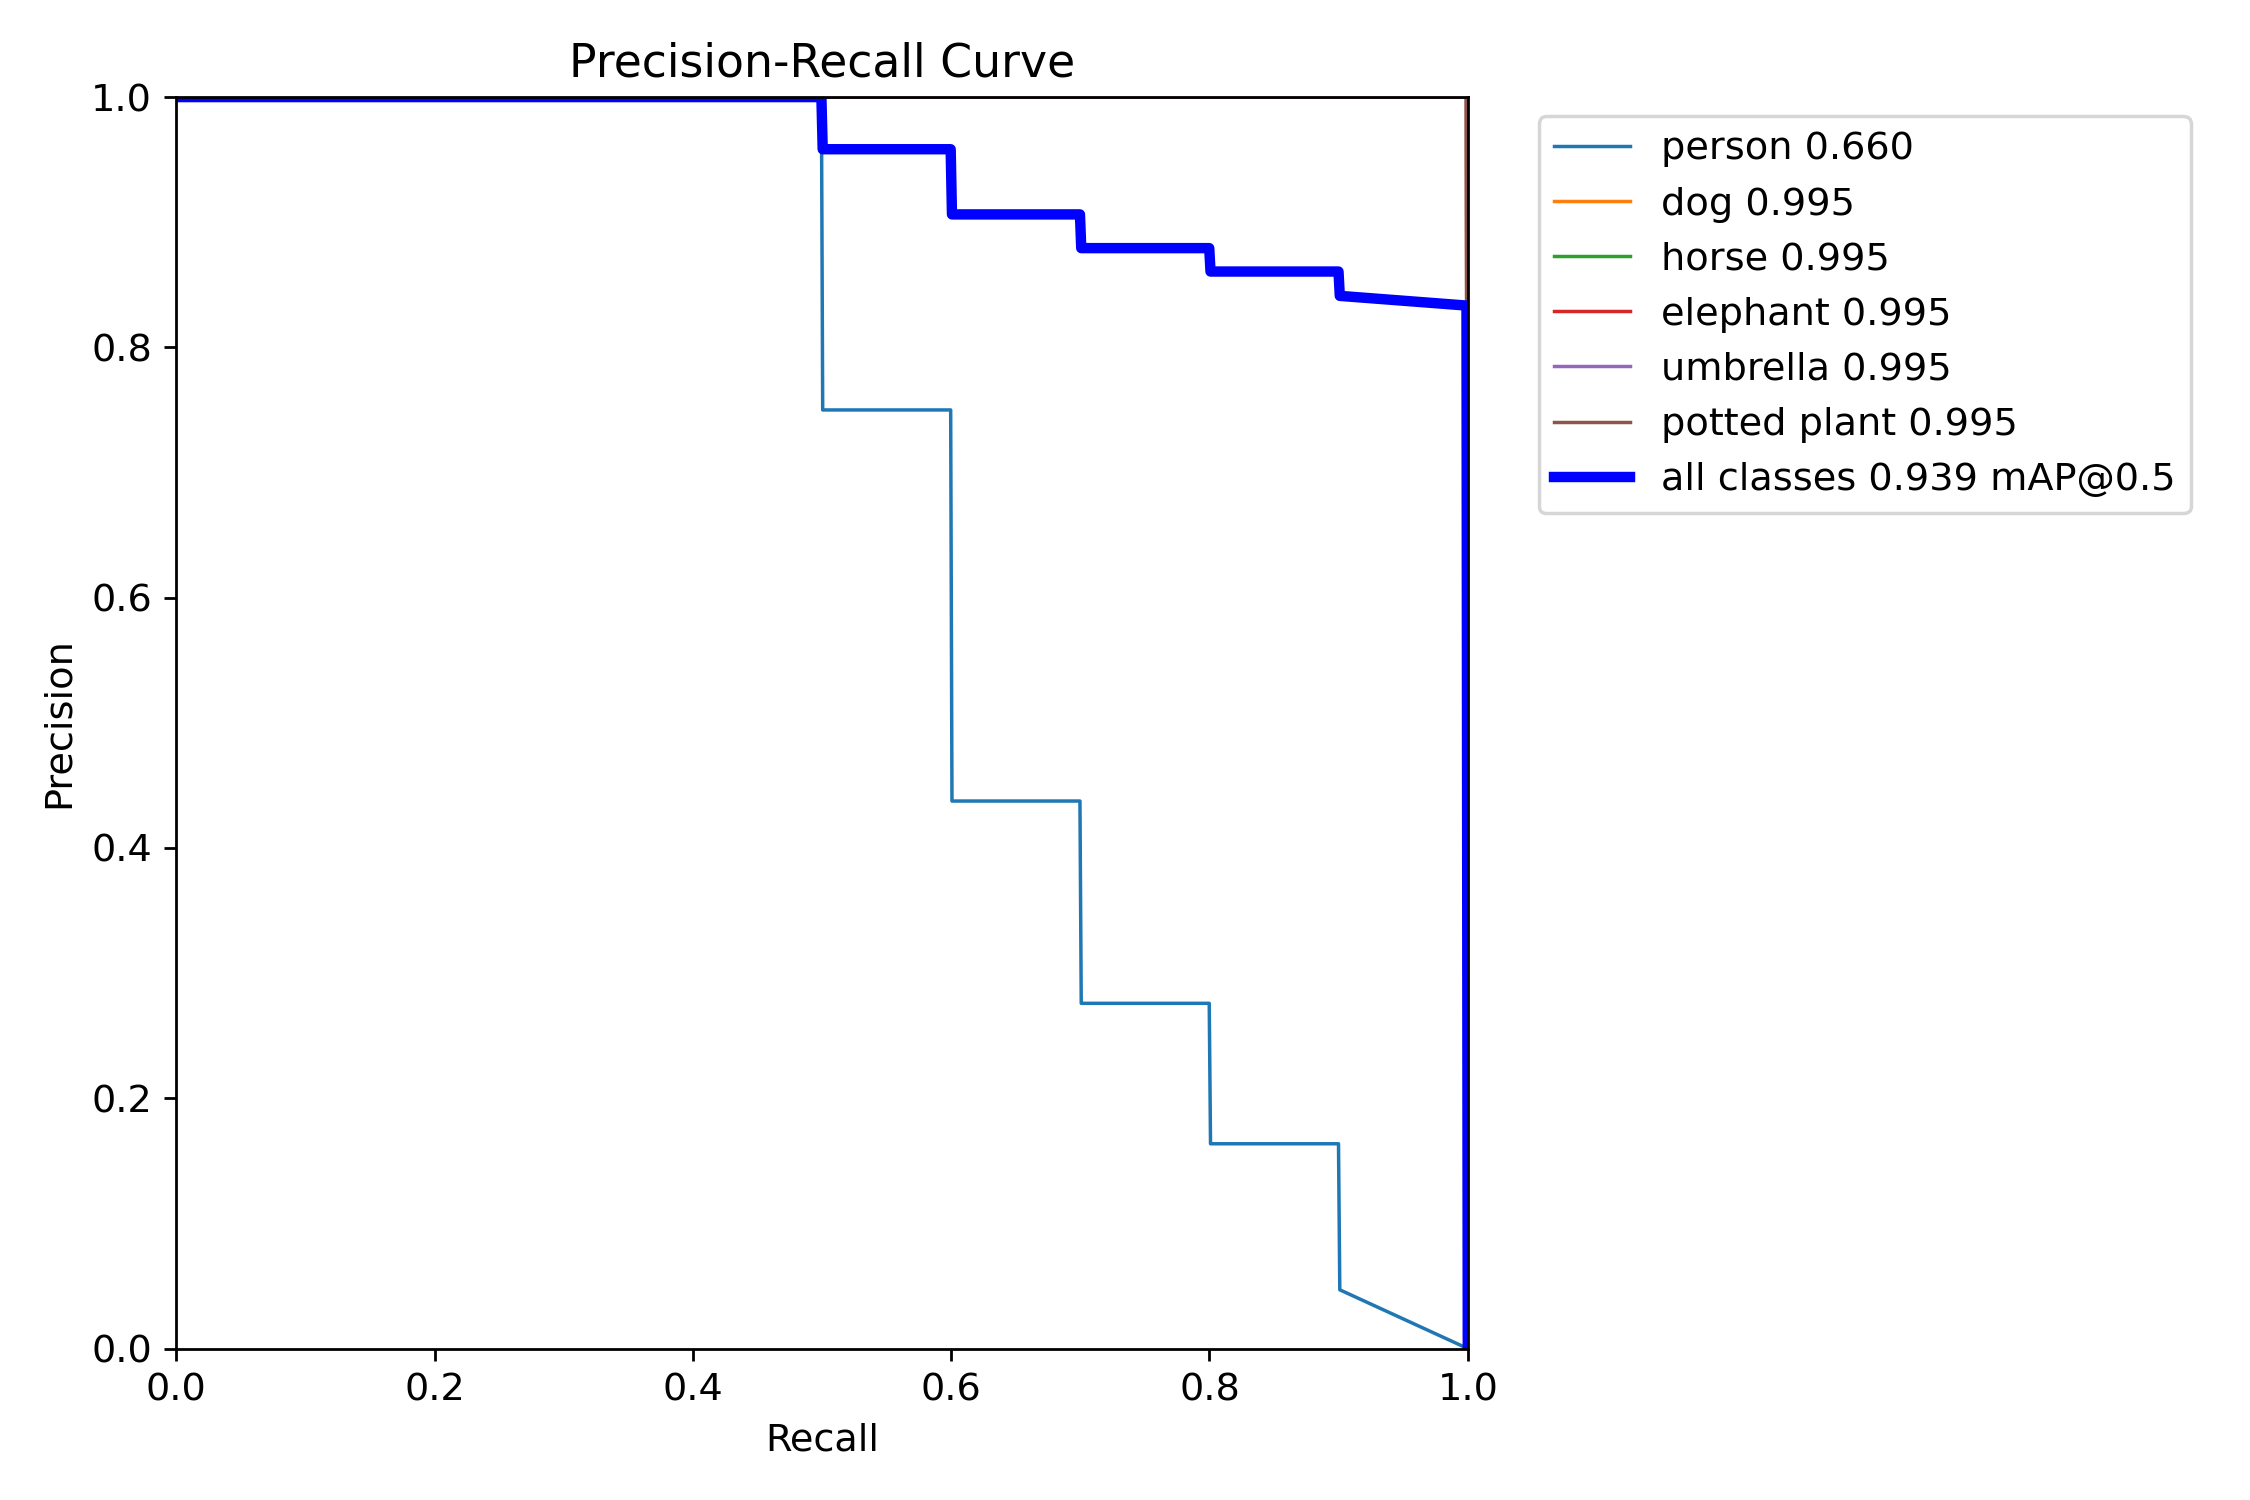 Precision-Recall Curve
1.0
0.8
0.6
0.4
0.2
0.0
Precision
0.0 0.2 0.4 0.6 0.8 1.0
Recall
person 0.660
dog 0.995
horse 0.995
elephant 0.995
umbrella 0.995
potted plant 0.995
all classes 0.939 mAP@0.5